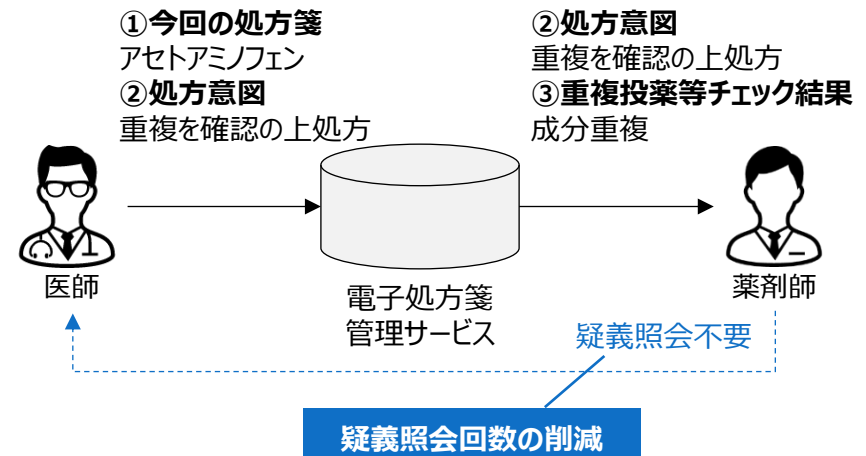 ①今回の処方箋
アセトアミノフェン
②処方意図
重複を確認の上処方
②処方意図
重複を確認の上処方
③重複投薬等チェック結果
成分重複
医師
電子処方箋
管理サービス
薬剤師
疑義照会不要
疑義照会回数の削減